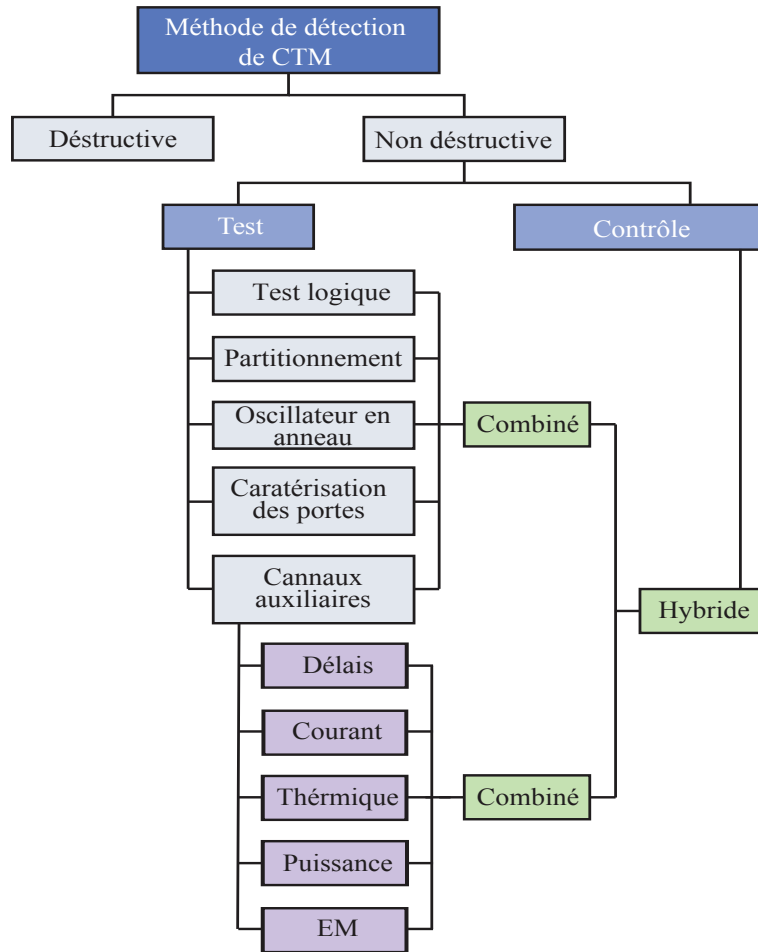 Méthode de détection
de CTM
Déstructive
Non déstructive
Test
Contrôle
Test logique
Partitionnement
Oscillateur en
anneau
Combiné
Caratérisation
des portes
Cannaux
auxiliaires
Hybride
Délais
Courant
Thérmique
Combiné
Puissance
EM